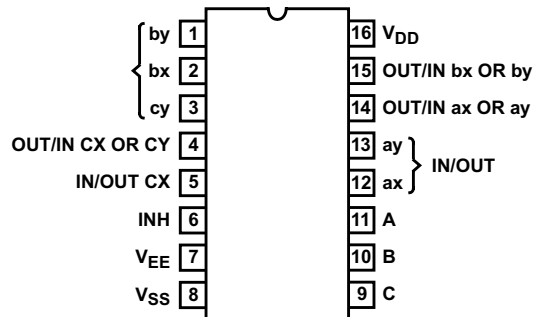 by 1 16 VDD
bx 2 15 OUT/IN bx OR by
cy 3 14 OUT/IN ax OR ay
OUT/IN CX OR CY 4 13 ay IN/OUT
IN/OUT CX 5 12 ax
INH 6 11 A
VEE 7 10 B
VSS 8 9 C